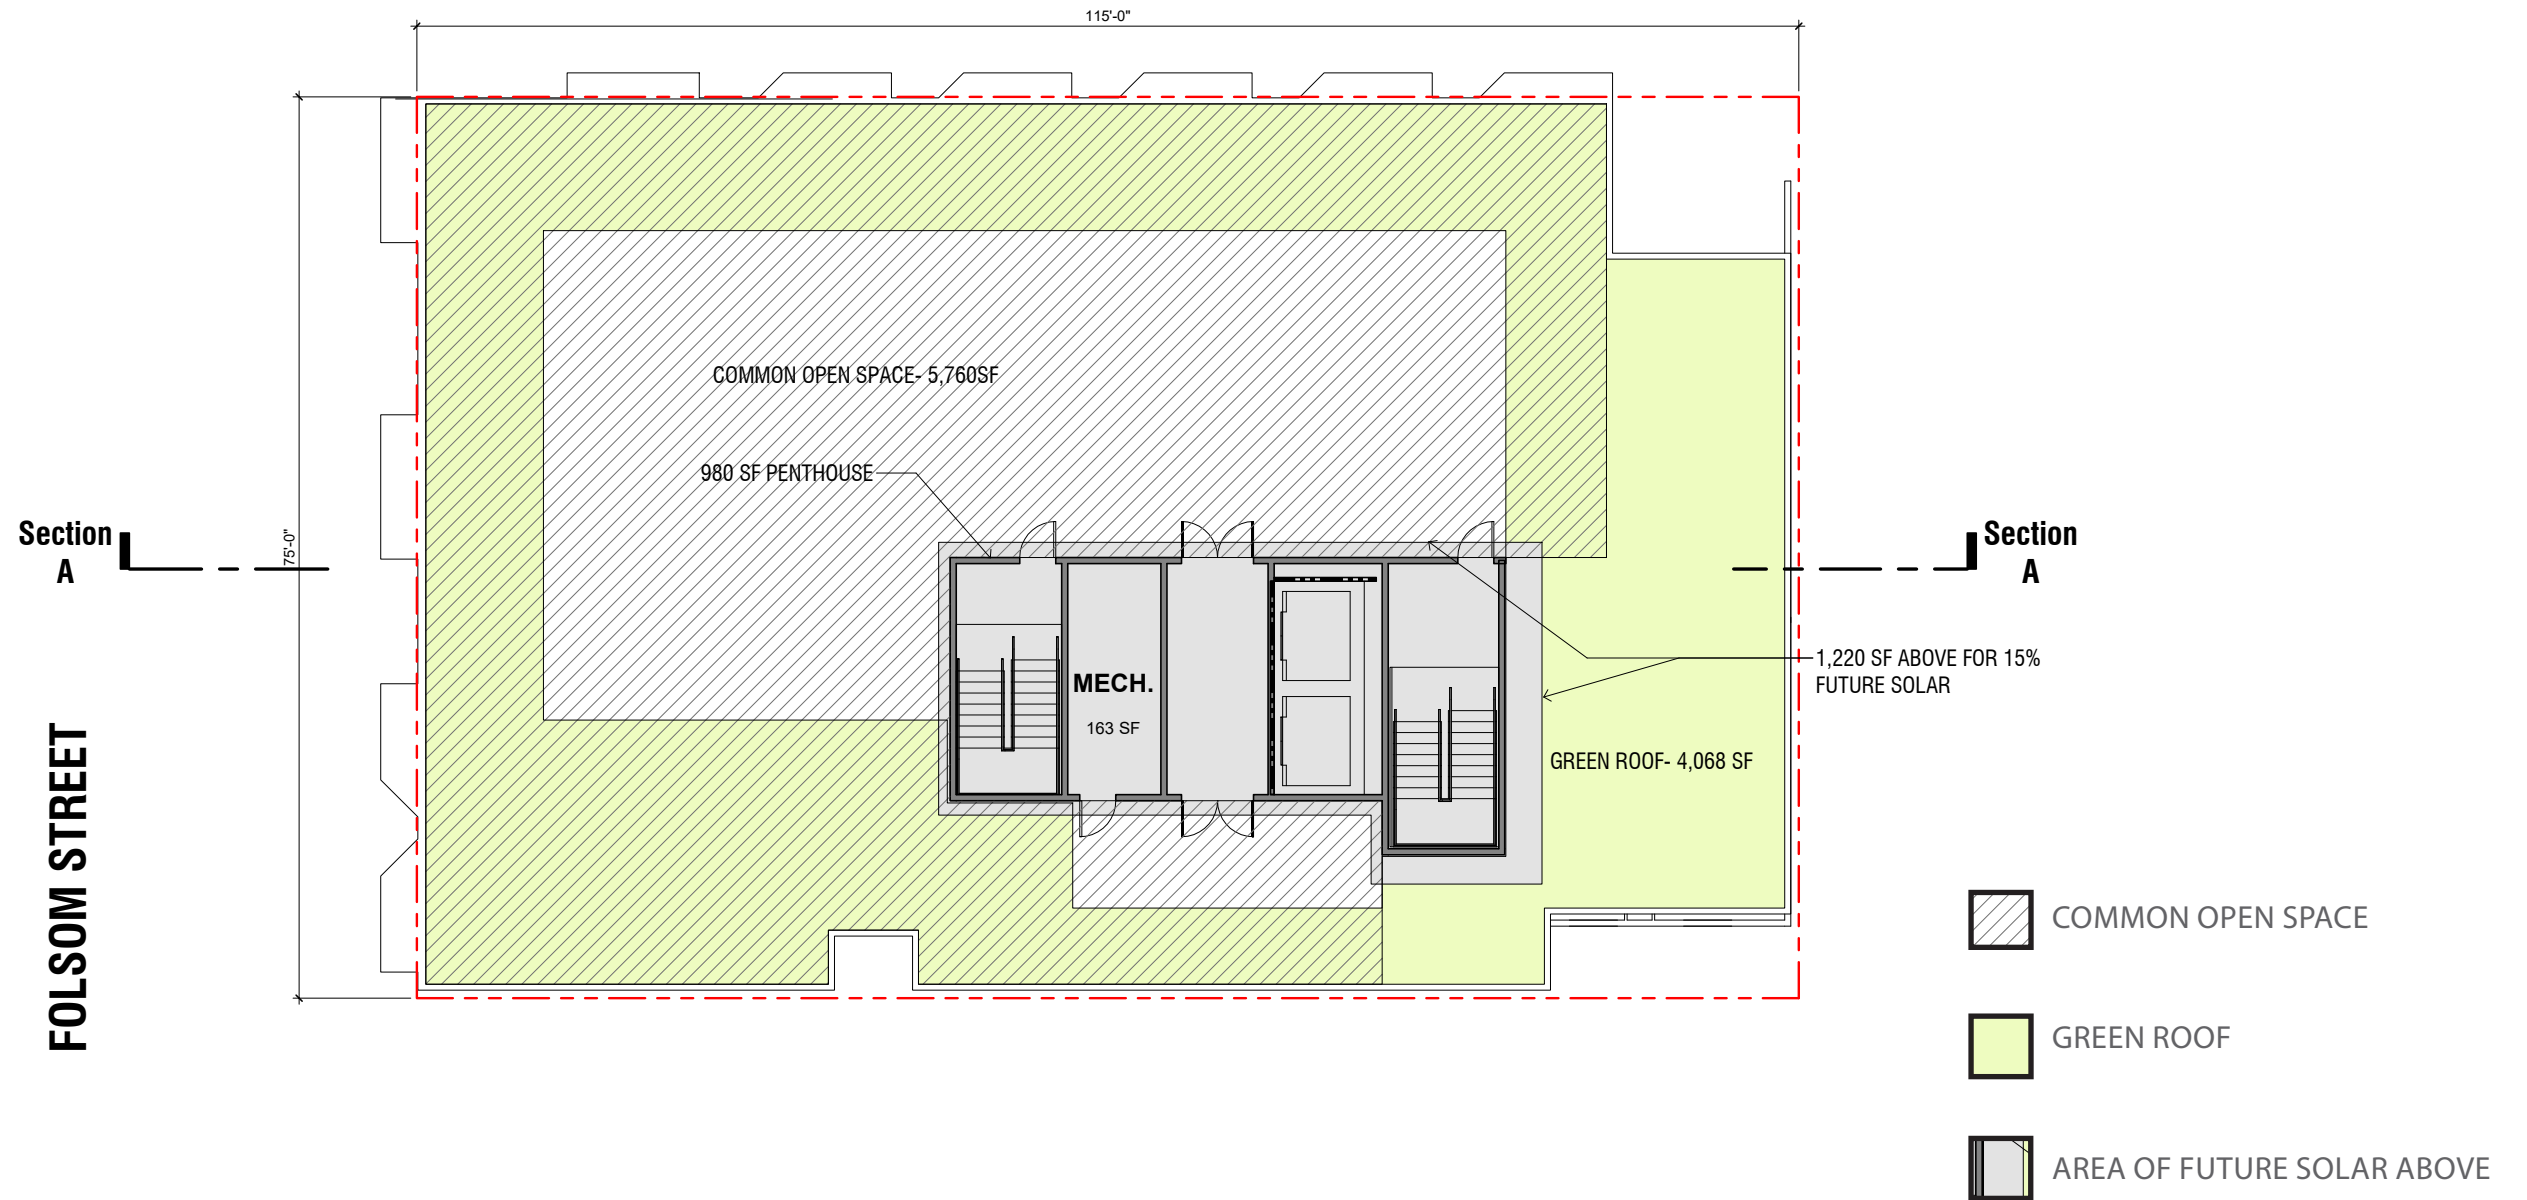 115'-0"
COMMON OPEN SPACE- 5,760SF
980 SF PENTHOUSE
Section
A
75'-0"
Section
A
1,220 SF ABOVE FOR 15%
FUTURE SOLAR
MECH.
163 SF
GREEN ROOF- 4,068 SF
FOLSOM STREET
COMMON OPEN SPACE
GREEN ROOF
AREA OF FUTURE SOLAR ABOVE